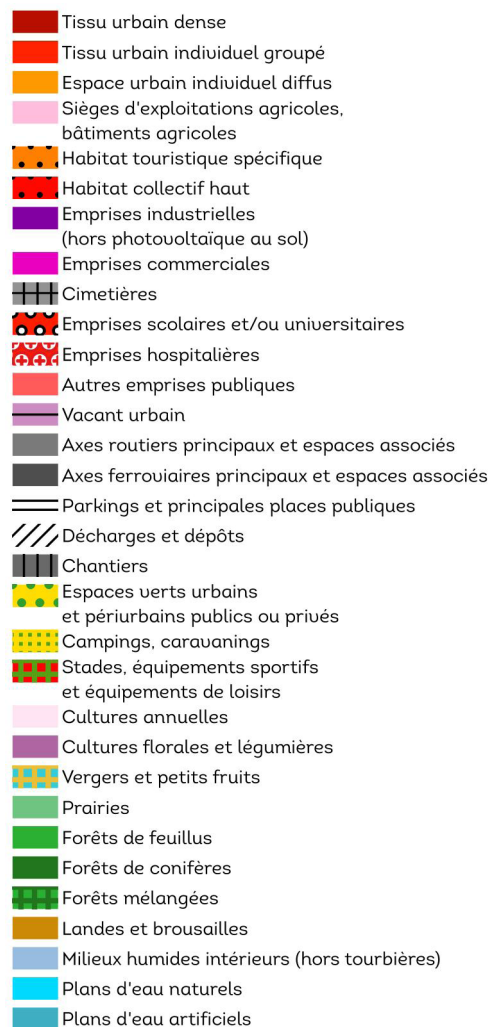 Tissu urbain dense
Tissu urbain individuel groupé
Espace urbain individuel diffus
Sièges d'exploitations agricoles,
bâtiments agricoles
Habitat touristique spécifique
Habitat collectif haut
Emprises industrielles
(hors photovoltaïque au sol)
Emprises commerciales
Cimetières
Emprises scolaires et/ou universitaires
Emprises hospitalières
Autres emprises publiques
Vacant urbain
Axes routiers principaux et espaces associés
Axes ferroviaires principaux et espaces associés
Parkings et principales places publiques
Décharges et dépôts
Chantiers
Espaces verts urbains
et périurbains publics ou privés
Campings, caravanings
Stades, équipements sportifs
et équipements de loisirs
Cultures annuelles
Cultures florales et légumières
Vergers et petits fruits
Prairies
Forêts de feuillus
Forêts de conifères
Forêts mélangées
Landes et brousailles
Milieux humides intérieurs (hors tourbières)
Plans d'eau naturels
Plans d'eau artificiels